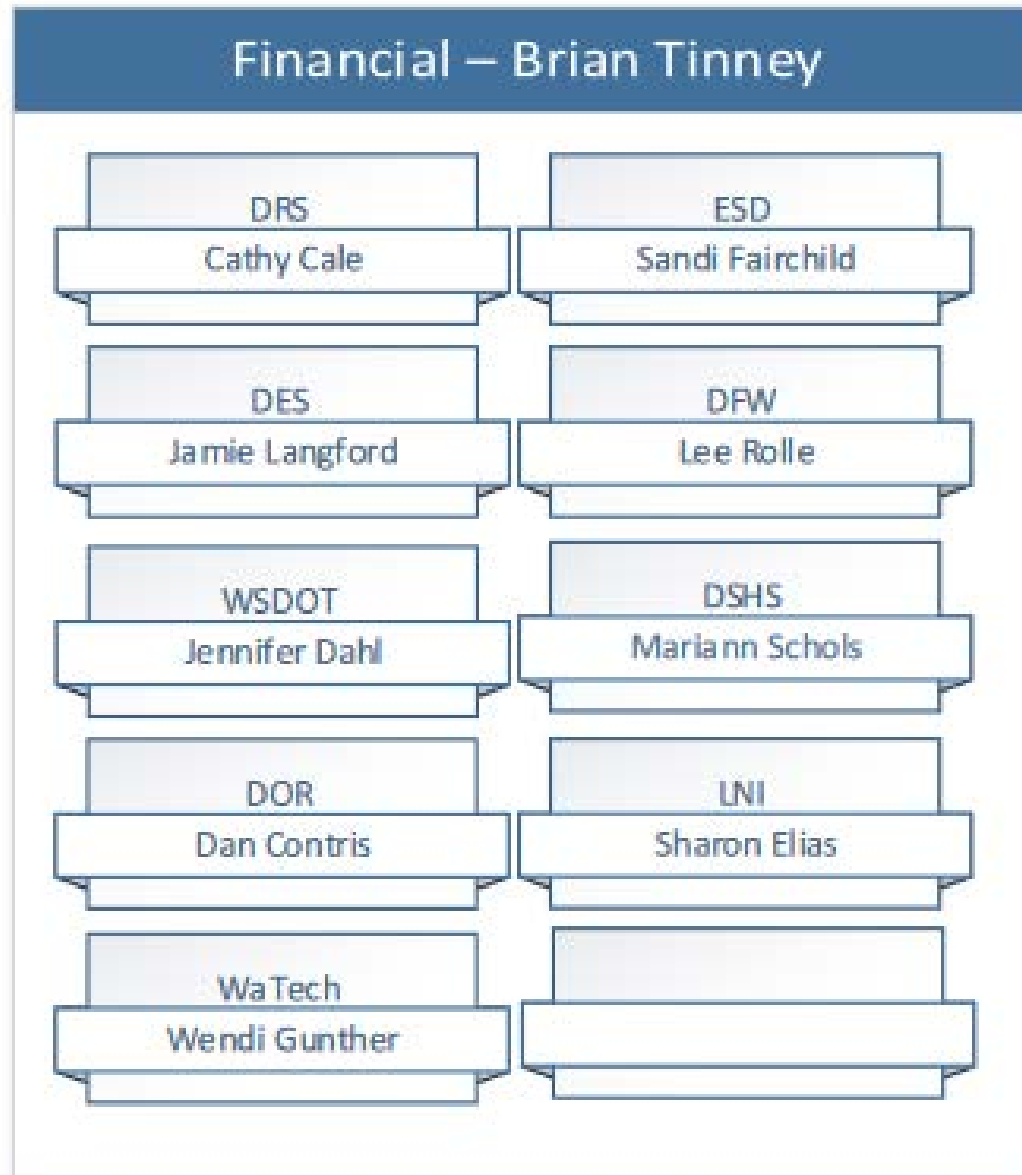 Financial – Brian Tinney
DRS
Cathy Cale
ESD
Sandi Fairchild
DES
Jamie Langford
DFW
Lee Rolle
WSDOT
Jennifer Dahl
DSHS
Mariann Schols
DOR
Dan Contris
LNI
Sharon Elias
WaTech
Wendi Gunther